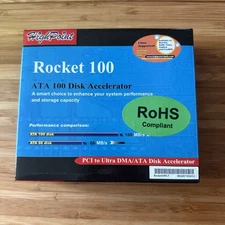 HighPoint
Rocket 100
ATA 100 Disk Accelerator
A smart choice to enhance your system performance
and storage capacity
RoHS
Compliant
Performance comparison:
ATA 100 disk
ATA 66 disk
MB/s
PCI to Ultra DMA/ATA Disk Accelerator